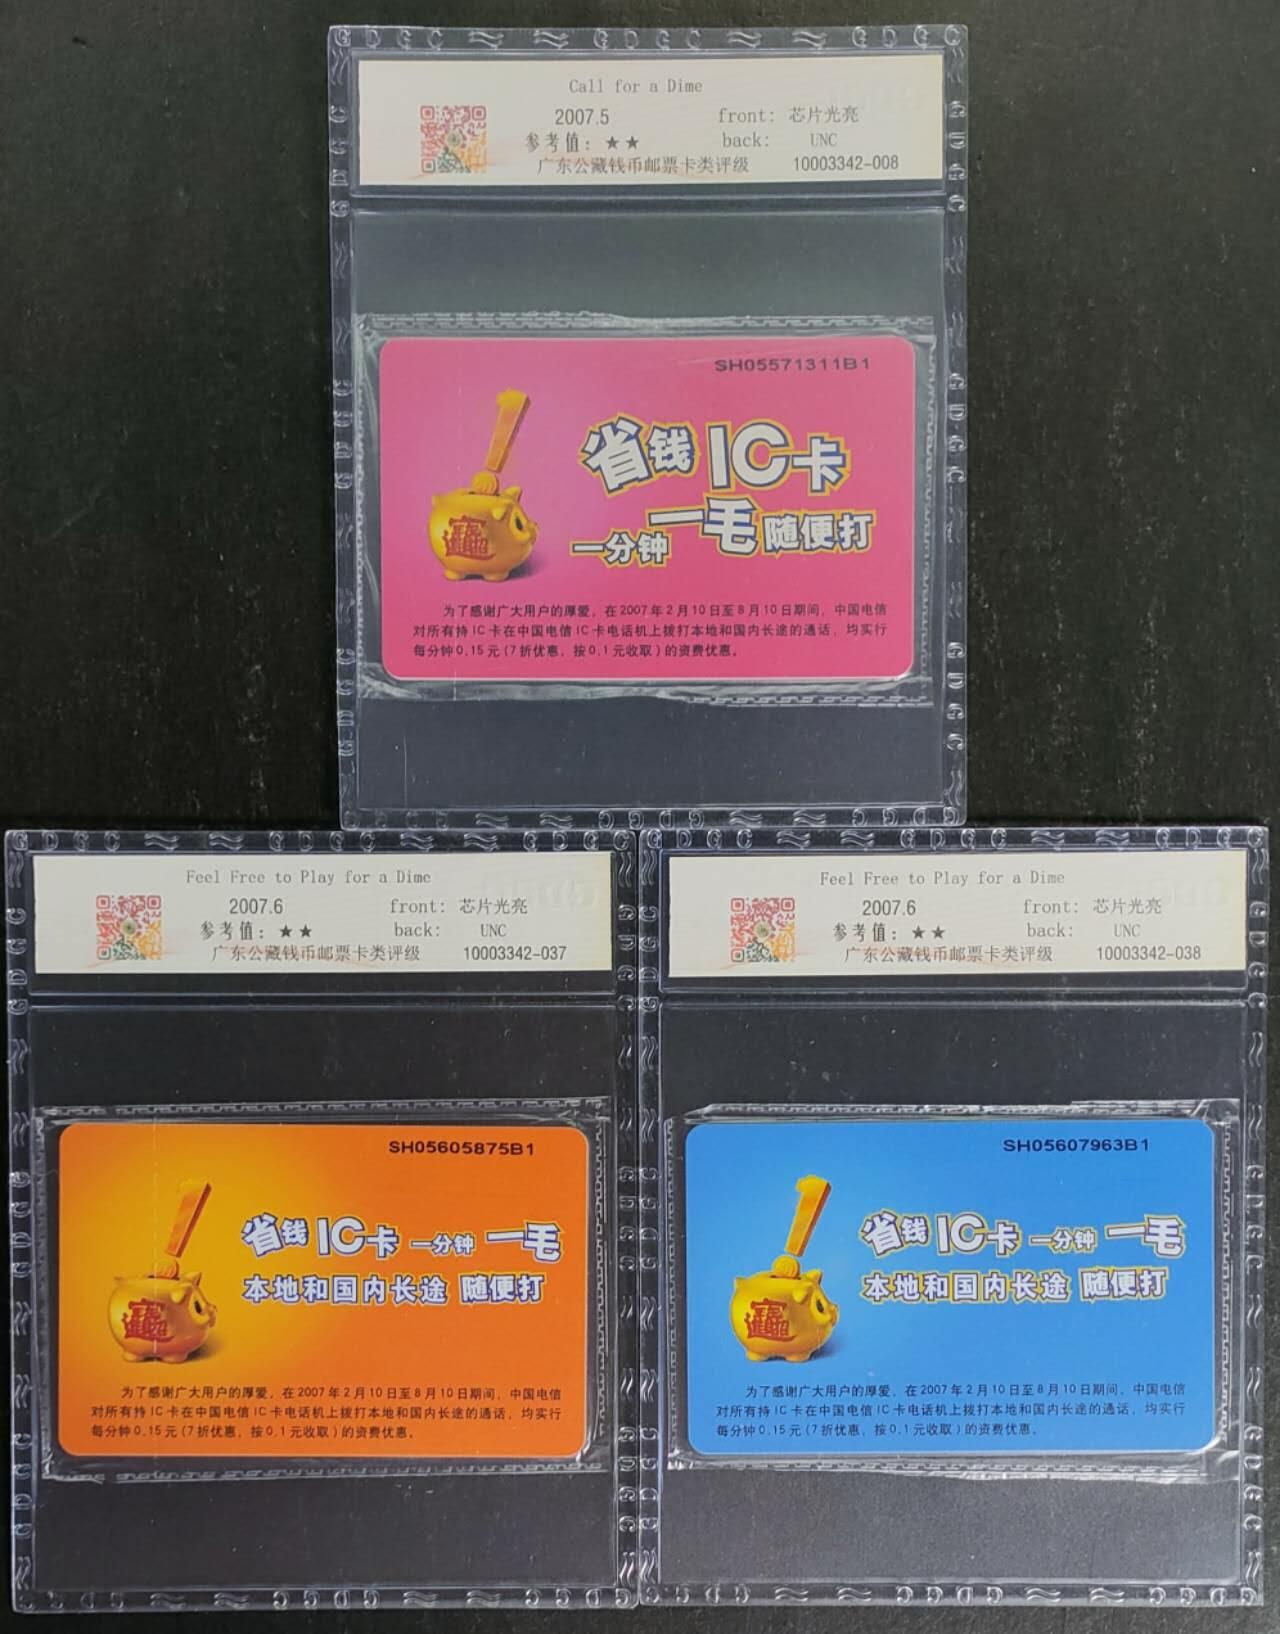 Call for a Dime
2007.5 front: 芯片光亮
参考值: ★★ back: UNC
广东公藏钱币邮票卡类评级 10003342-008
SH05571311B1
省钱IC卡
一分钟一毛随便打
为了感谢广大用户的厚爱，在2007年2月10日至8月10日期间，中国电信
对所有持IC卡在中国电信IC卡电话机上拨打本地和国内长途的通话，均实行
每分钟0.15元(7折优惠，按0.1元收取)的资费优惠。
Feel Free to Play for a Dime
2007.6 front: 芯片光亮
参考值: ★★ back: UNC
广东公藏钱币邮票卡类评级 10003342-037
SH05605875B1
省钱IC卡 一分钟 一毛
本地和国内长途 随便打
为了感谢广大用户的厚爱，在2007年2月10日至8月10日期间，中国电信
对所有持IC卡在中国电信IC卡电话机上拨打本地和国内长途的通话，均实行
每分钟0.15元(7折优惠，按0.1元收取)的资费优惠。
Feel Free to Play for a Dime
2007.6 front: 芯片光亮
参考值: ★★ back: UNC
广东公藏钱币邮票卡类评级 10003342-038
SH05607963B1
省钱IC卡 一分钟 一毛
本地和国内长途 随便打
为了感谢广大用户的厚爱，在2007年2月10日至8月10日期间，中国电信
对所有持IC卡在中国电信IC卡电话机上拨打本地和国内长途的通话，均实行
每分钟0.15元(7折优惠，按0.1元收取)的资费优惠。